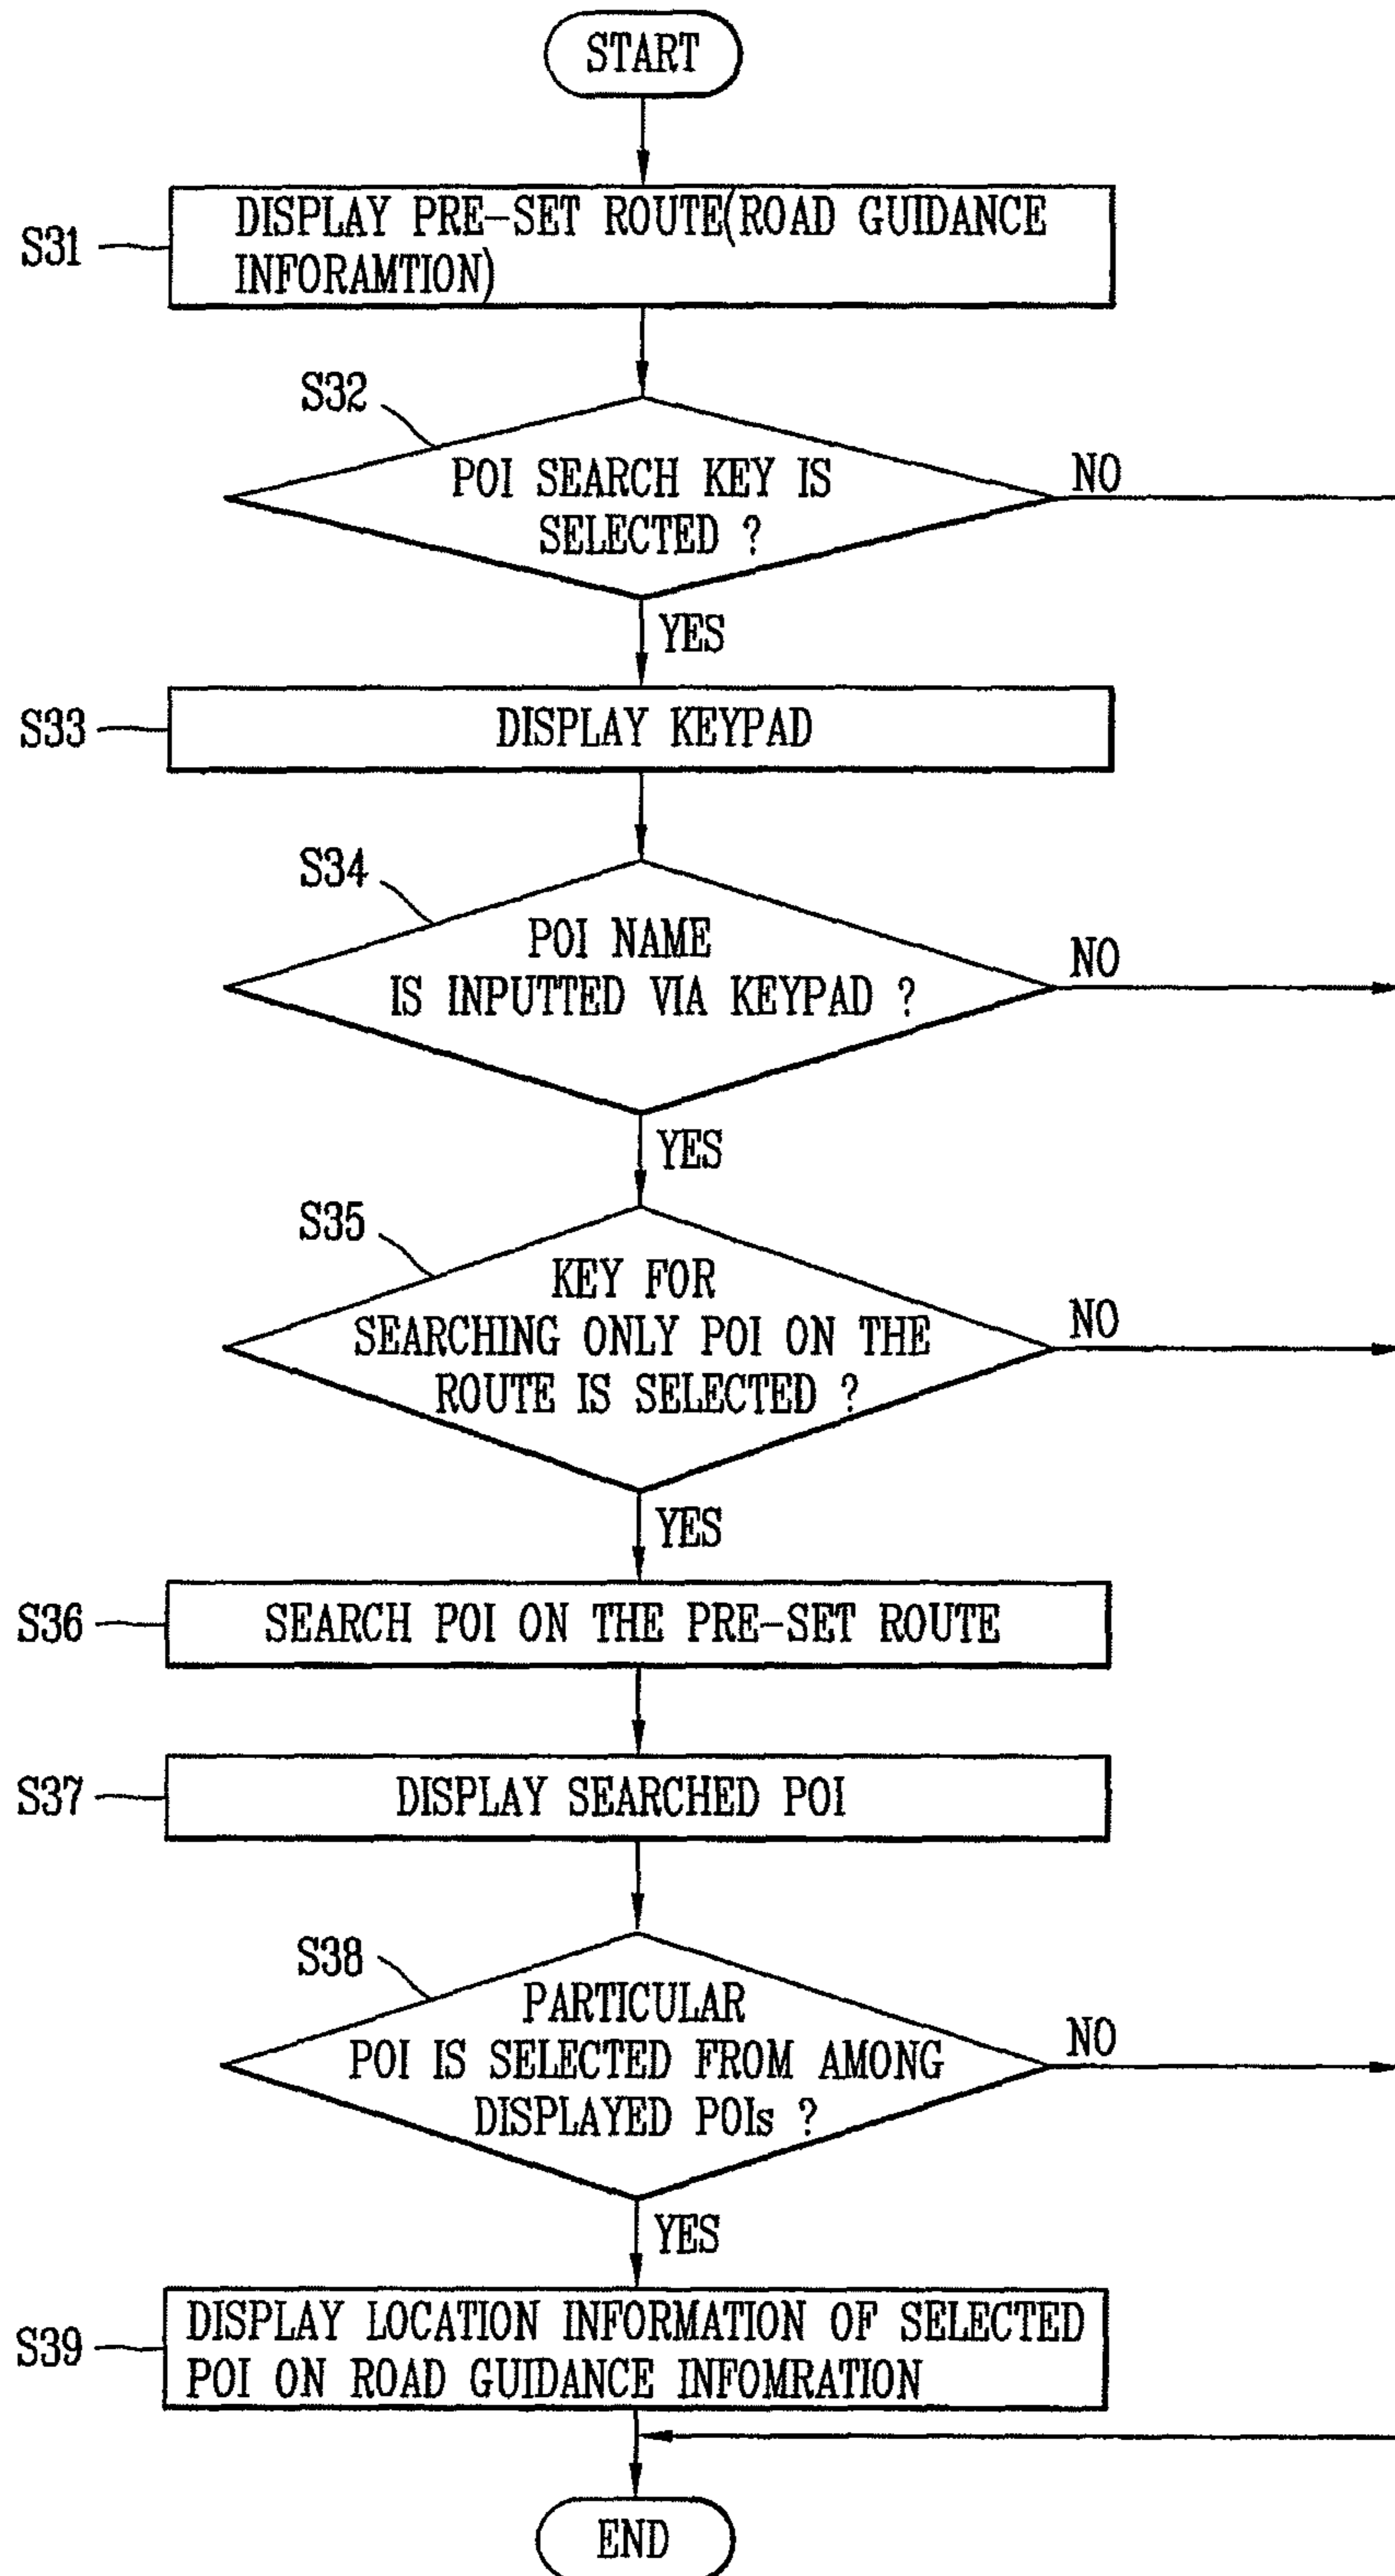 START
S31
DISPLAY PRE-SET ROUTE(ROAD GUIDANCE
INFORAMTION)
S32
POI SEARCH KEY IS
SELECTED ?
NO
YES
S33
DISPLAY KEYPAD
S34
POI NAME
IS INPUTTED VIA KEYPAD ?
NO
YES
S35
KEY FOR
SEARCHING ONLY POI ON THE
ROUTE IS SELECTED ?
NO
YES
S36
SEARCH POI ON THE PRE-SET ROUTE
S37
DISPLAY SEARCHED POI
S38
PARTICULAR
POI IS SELECTED FROM AMONG
DISPLAYED POIs ?
NO
YES
S39
DISPLAY LOCATION INFORMATION OF SELECTED
POI ON ROAD GUIDANCE INFOMRATION
END